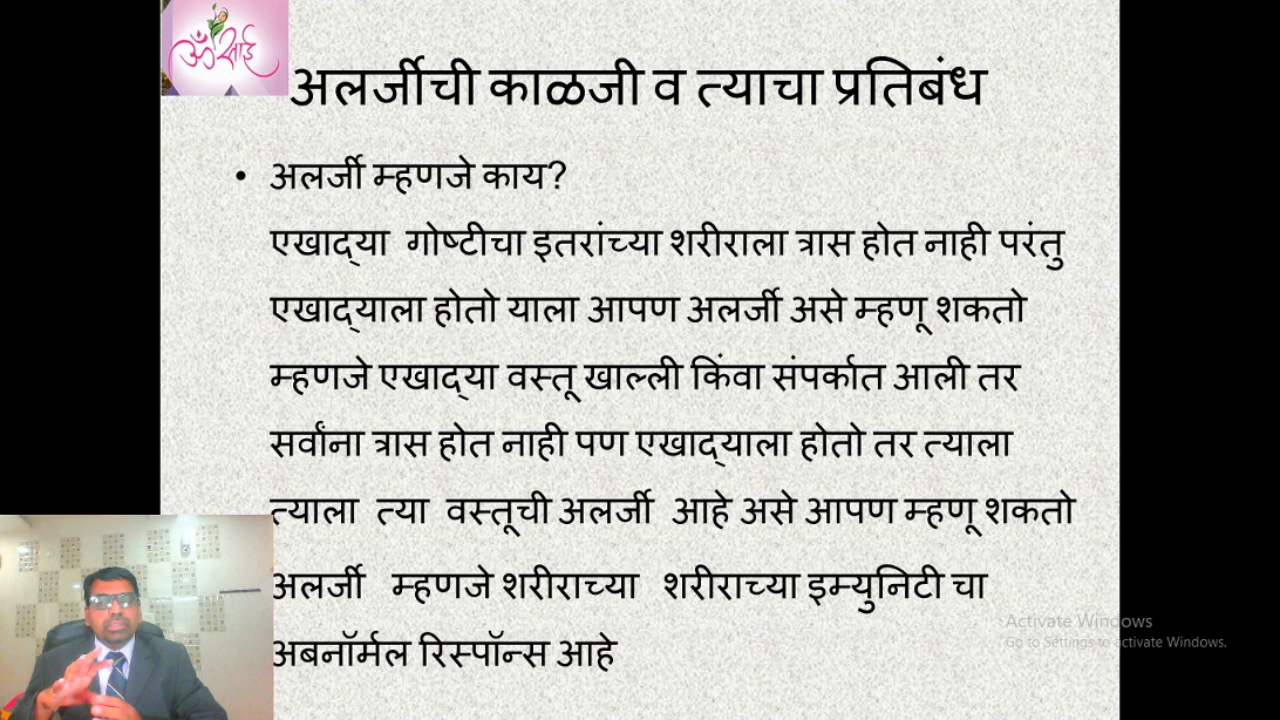 ॐ साई
अलर्जीची काळजी व त्याचा प्रतिबंध
• अलर्जी म्हणजे काय?
एखाद्या गोष्टीचा इतरांच्या शरीराला त्रास होत नाही परंतु
एखाद्याला होतो याला आपण अलर्जी असे म्हणू शकतो
म्हणजे एखाद्या वस्तू खाल्ली किंवा संपर्कात आली तर
सर्वांना त्रास होत नाही पण एखाद्याला होतो तर त्याला
त्याला त्या वस्तूची अलर्जी आहे असे आपण म्हणू शकतो
अलर्जी म्हणजे शरीराच्या शरीराच्या इम्युनिटी चा
अबनॉर्मल रिस्पॉन्स आहे
Activate Windows
Go to Settings to activate Windows.